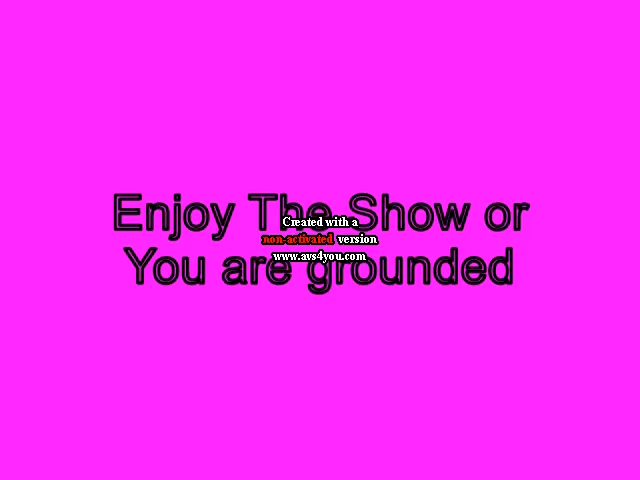 Enjoy The Show or
You are grounded
Created with a
non-activated version
www.avs4you.com